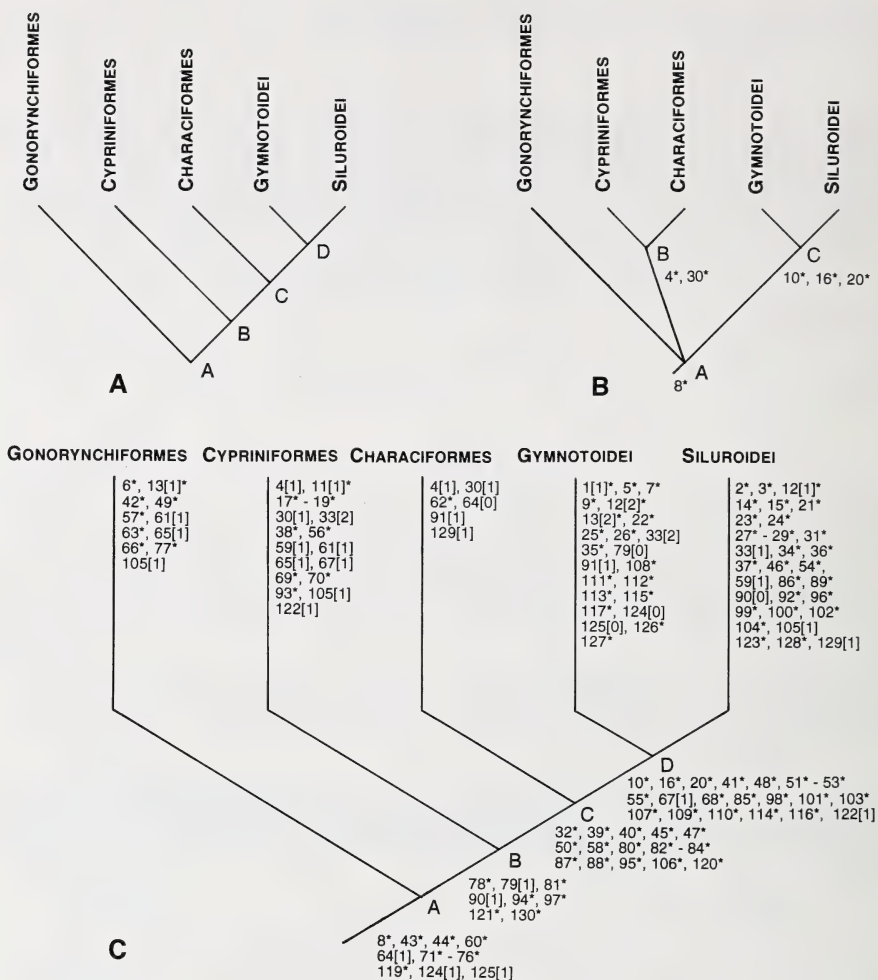 GONORYNCHIFORMES
CYPRINIFORMES
CHARACIFORMES
GYMNOTOIDEI
SILUROIDEI
D
C
B
A
A
GONORYNCHIFORMES
CYPRINIFORMES
CHARACIFORMES
GYMNOTOIDEI
SILUROIDEI
B
4*, 30*
C
10*, 16*, 20*
A
8*
B
GONORYNCHIFORMES CYPRINIFORMES CHARACIFORMES GYMNOTOIDEI SILUROIDEI
6*, 13[1]*
42*, 49*
57*, 61[1]
63*, 65[1]
66*, 77*
105[1]
4[1], 11[1]*
17* - 19*
30[1], 33[2]
38*, 56*
59[1], 61[1]
65[1], 67[1]
69*, 70*
93*, 105[1]
122[1]
4[1], 30[1]
62*, 64[0]
91[1]
129[1]
1[1]*, 5*, 7*
9*, 12[2]*
13[2]*, 22*
25*, 26*, 33[2]
35*, 79[0]
91[1], 108*
111*, 112*
113*, 115*
117*, 124[0]
125[0], 126*
127*
2*, 3*, 12[1]*
14*, 15*, 21*
23*, 24*
27* - 29*, 31*
33[1], 34*, 36*
37*, 46*, 54*,
59[1], 86*, 89*
90[0], 92*, 96*
99*, 100*, 102*
104*, 105[1]
123*, 128*, 129[1]
D
10*, 16*, 20*, 41*, 48*, 51* - 53*
55*, 67[1], 68*, 85*, 98*, 101*, 103*
107*, 109*, 110*, 114*, 116*, 122[1]
C
32*, 39*, 40*, 45*, 47*
50*, 58*, 80*, 82* - 84*
87*, 88*, 95*, 106*, 120*
B
78*, 79[1], 81*
90[1], 94*, 97*
121*, 130*
A
8*, 43*, 44*, 60*
64[1], 71* - 76*
119*, 124[1], 125[1]
C